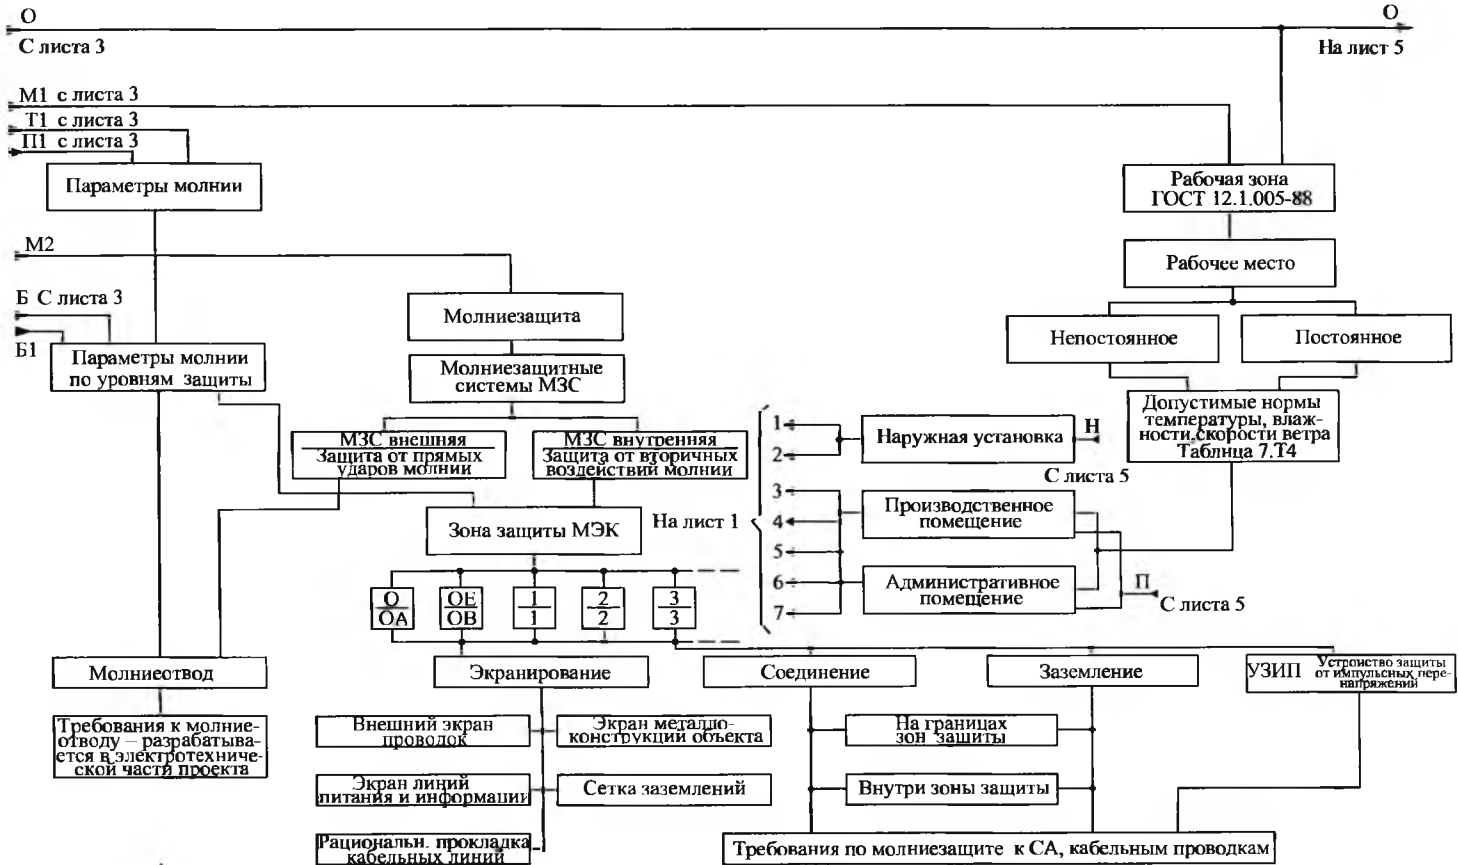 О
О
С листа 3
На лист 5
М1 с листа 3
Т1 с листа 3
П1 с листа 3
Параметры молнии
Рабочая зона
ГОСТ 12.1.005-88
М2
Рабочее место
Б С листа 3
Б1
Молниезащита
Непостоянное
Постоянное
Параметры молнии
по уровням защиты
Молниезащитные
системы МЗС
Допустимые нормы
температуры, влаж-
ности, скорости ветра
Таблица 7.Т4
МЗС внешняя
Защита от прямых
ударов молнии
МЗС внутренняя
Защита от вторичных
воздействий молнии
1
2
3
4
5
6
7
На лист 1
Наружная установка
Н
С листа 5
Производственное
помещение
Административное
помещение
П
С листа 5
Зона защиты МЭК
О
ОА
ОЕ
ОВ
1
1
2
2
3
3
Молниеотвод
Экранирование
Соединение
Заземление
УЗИП Устройство защиты
от импульсных пере-
напряжений
Требования к молние-
отводу – разрабатыва-
ется в электротехниче-
ской части проекта
Внешний экран
проводок
Экран металло-
конструкций объекта
На границах
зон защиты
Экран линий
питания и информации
Сетка заземлений
Внутри зоны защиты
Рациональн. прокладка
кабельных линий
Требования по молниезащите к СА, кабельным проводкам